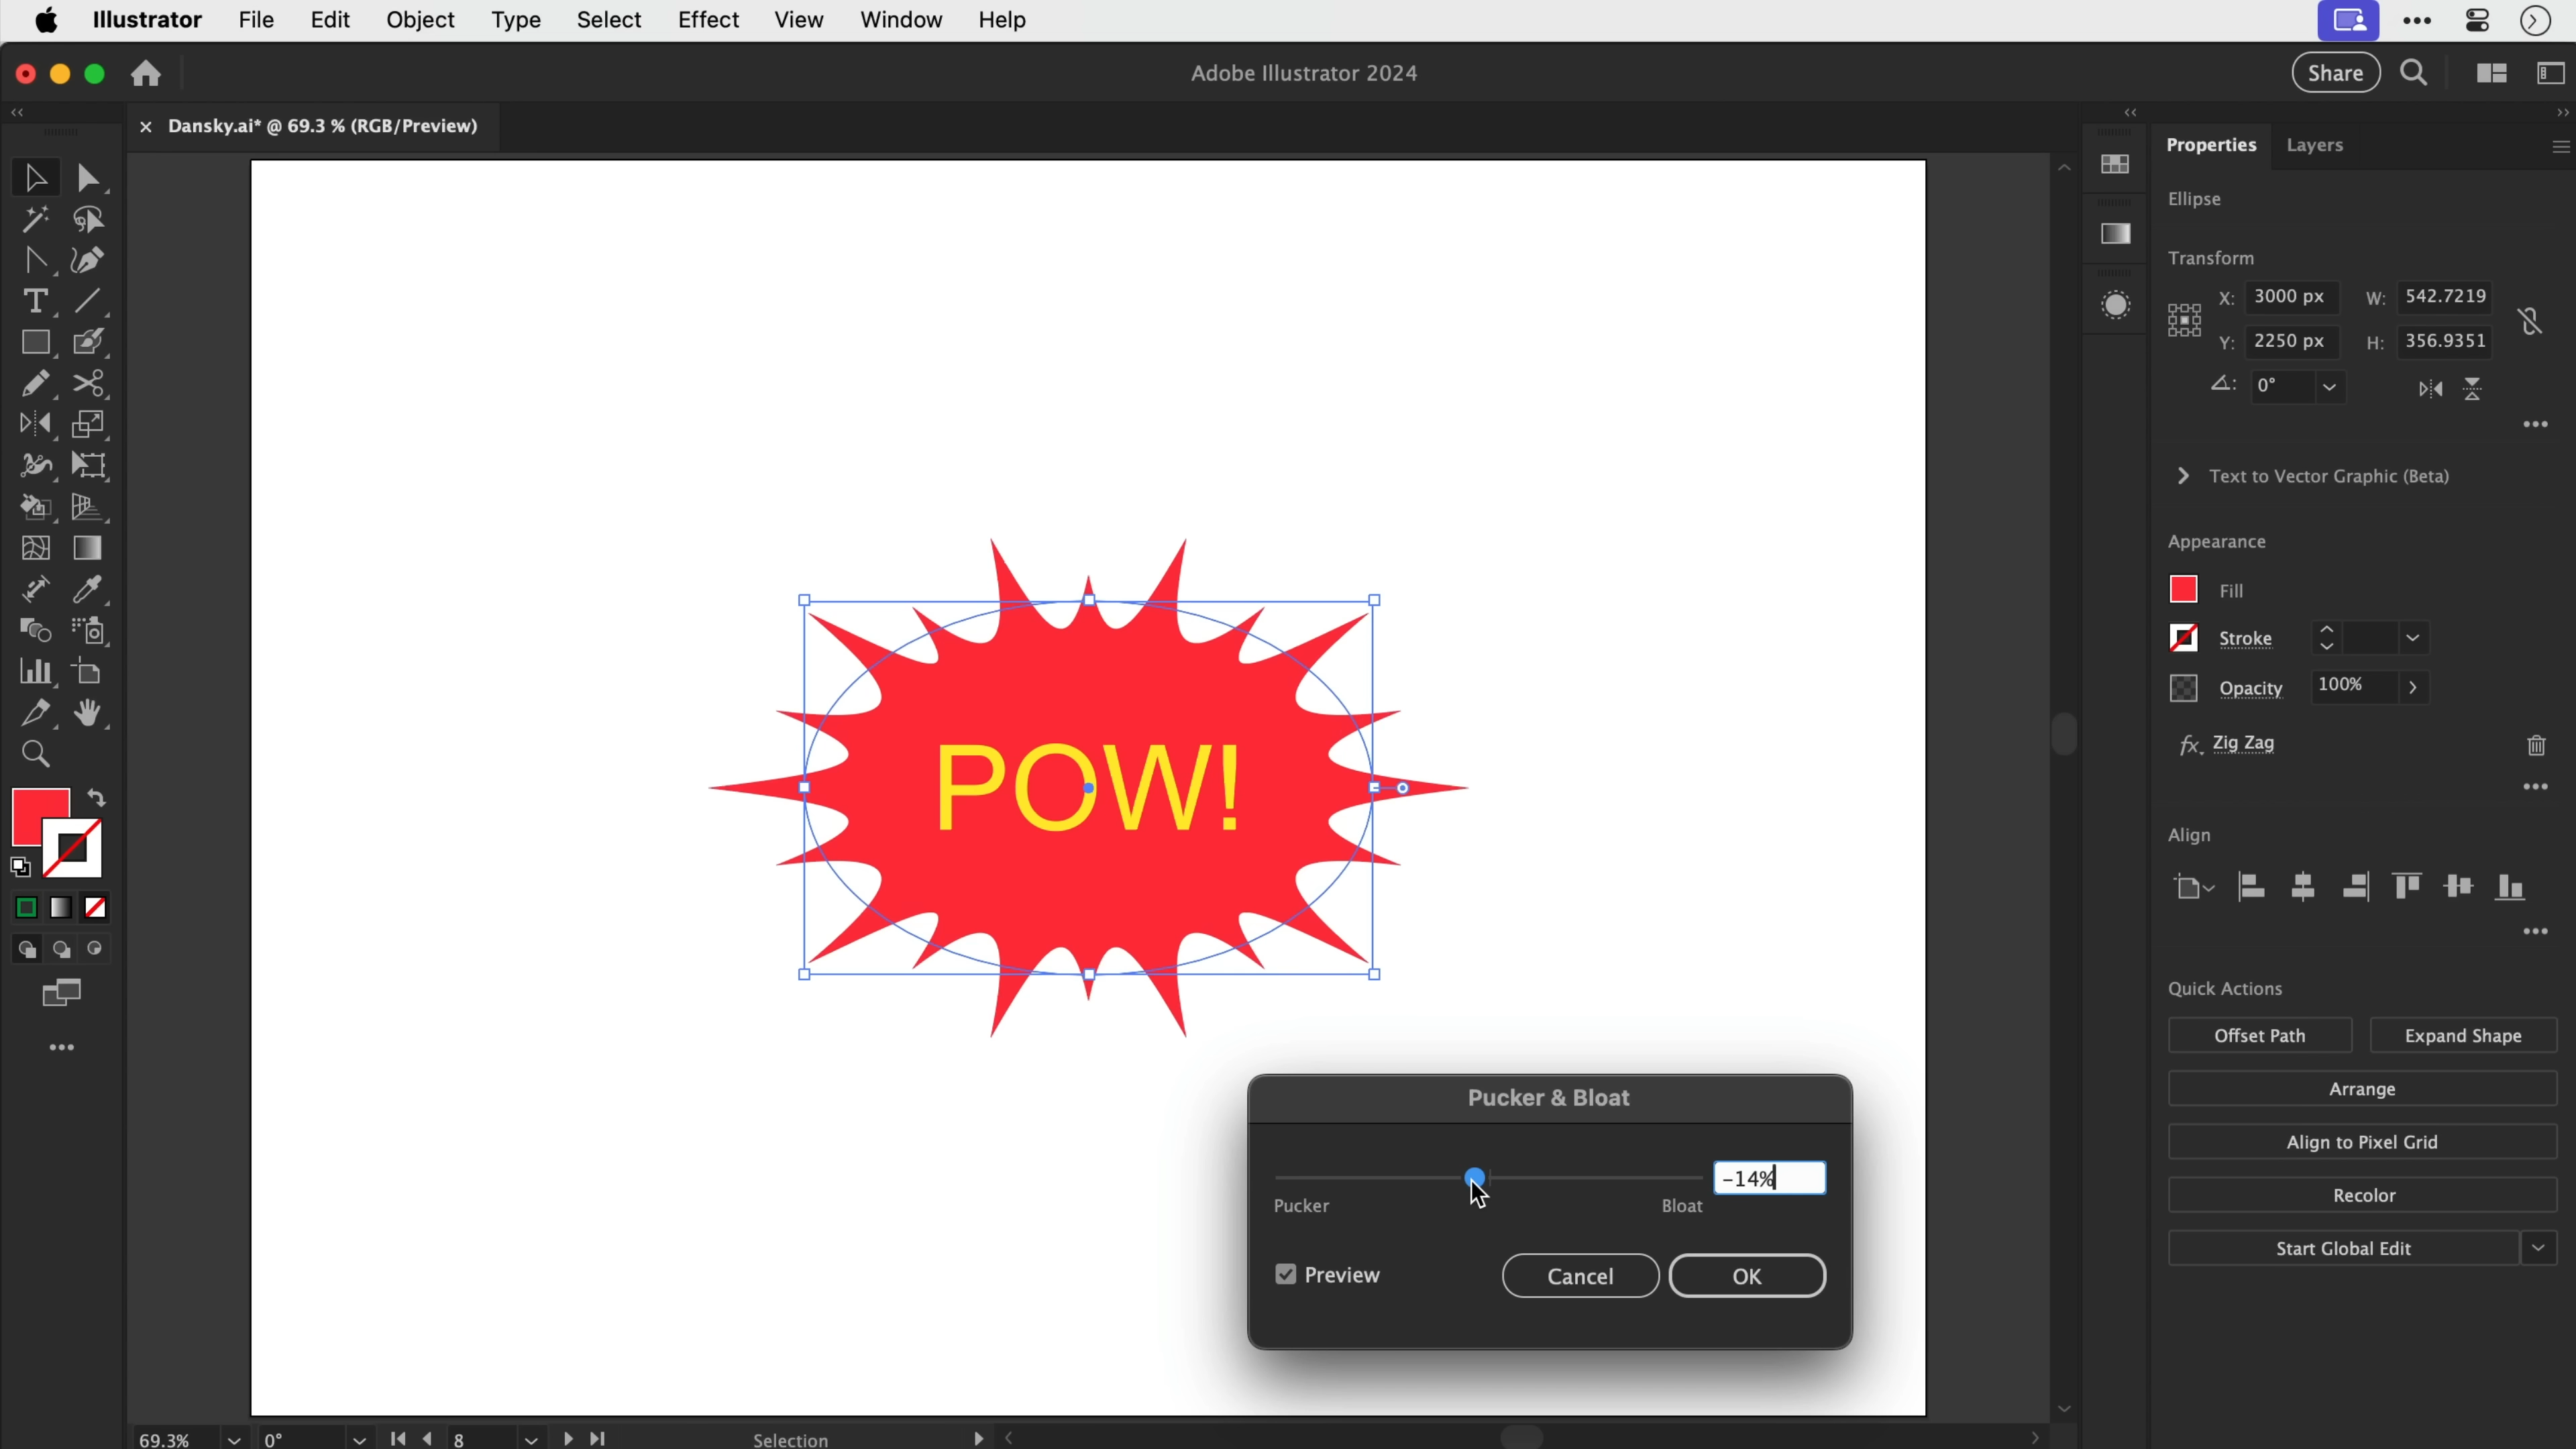 Illustrator File Edit Object Type Select Effect View Window Help
Adobe Illustrator 2024
Share
Dansky.ai* @ 69.3 % (RGB/Preview)
Properties Layers
Ellipse
Transform
X: 3000 px W: 542.7219
Y: 2250 px H: 356.9351
0°
Text to Vector Graphic (Beta)
Appearance
Fill
Stroke
Opacity 100%
fx Zig Zag
Align
Quick Actions
Offset Path Expand Shape
Arrange
Align to Pixel Grid
Recolor
Start Global Edit
POW!
Pucker & Bloat
-14%
Pucker Bloat
Preview Cancel OK
69.3% 0° 8 Selection